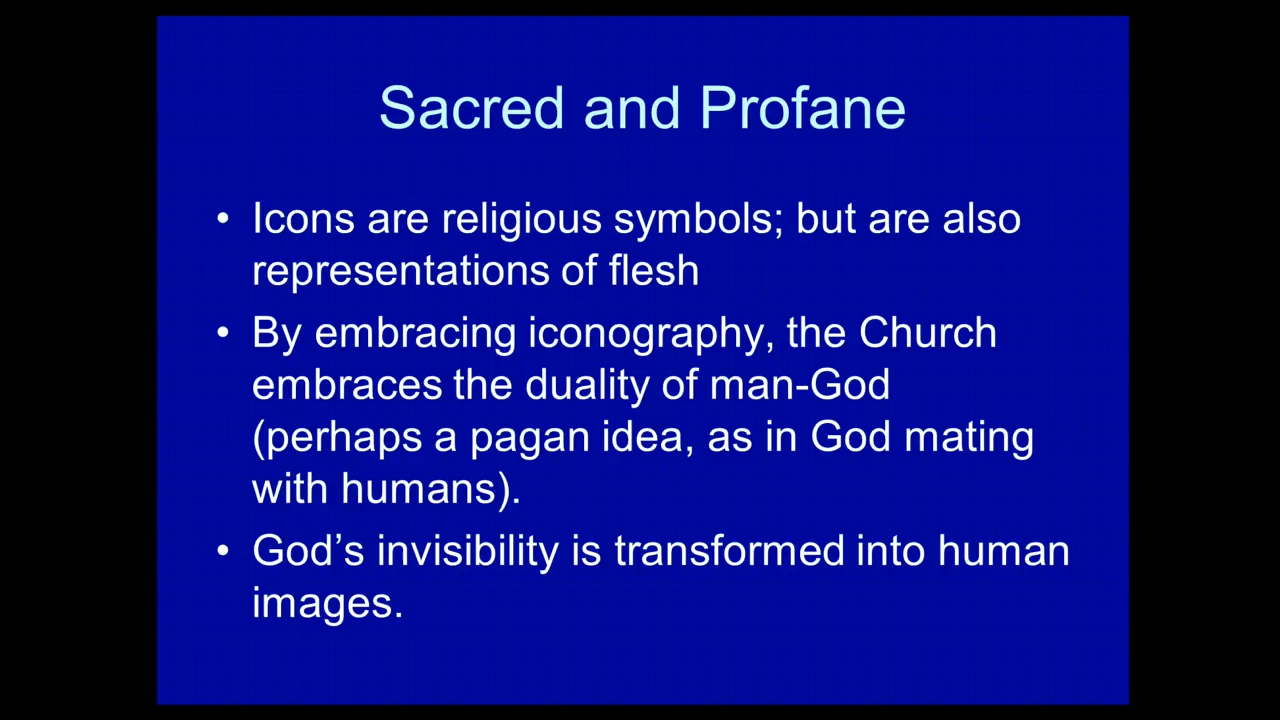 Sacred and Profane
• Icons are religious symbols; but are also
representations of flesh
• By embracing iconography, the Church
embraces the duality of man-God
(perhaps a pagan idea, as in God mating
with humans).
• God’s invisibility is transformed into human
images.